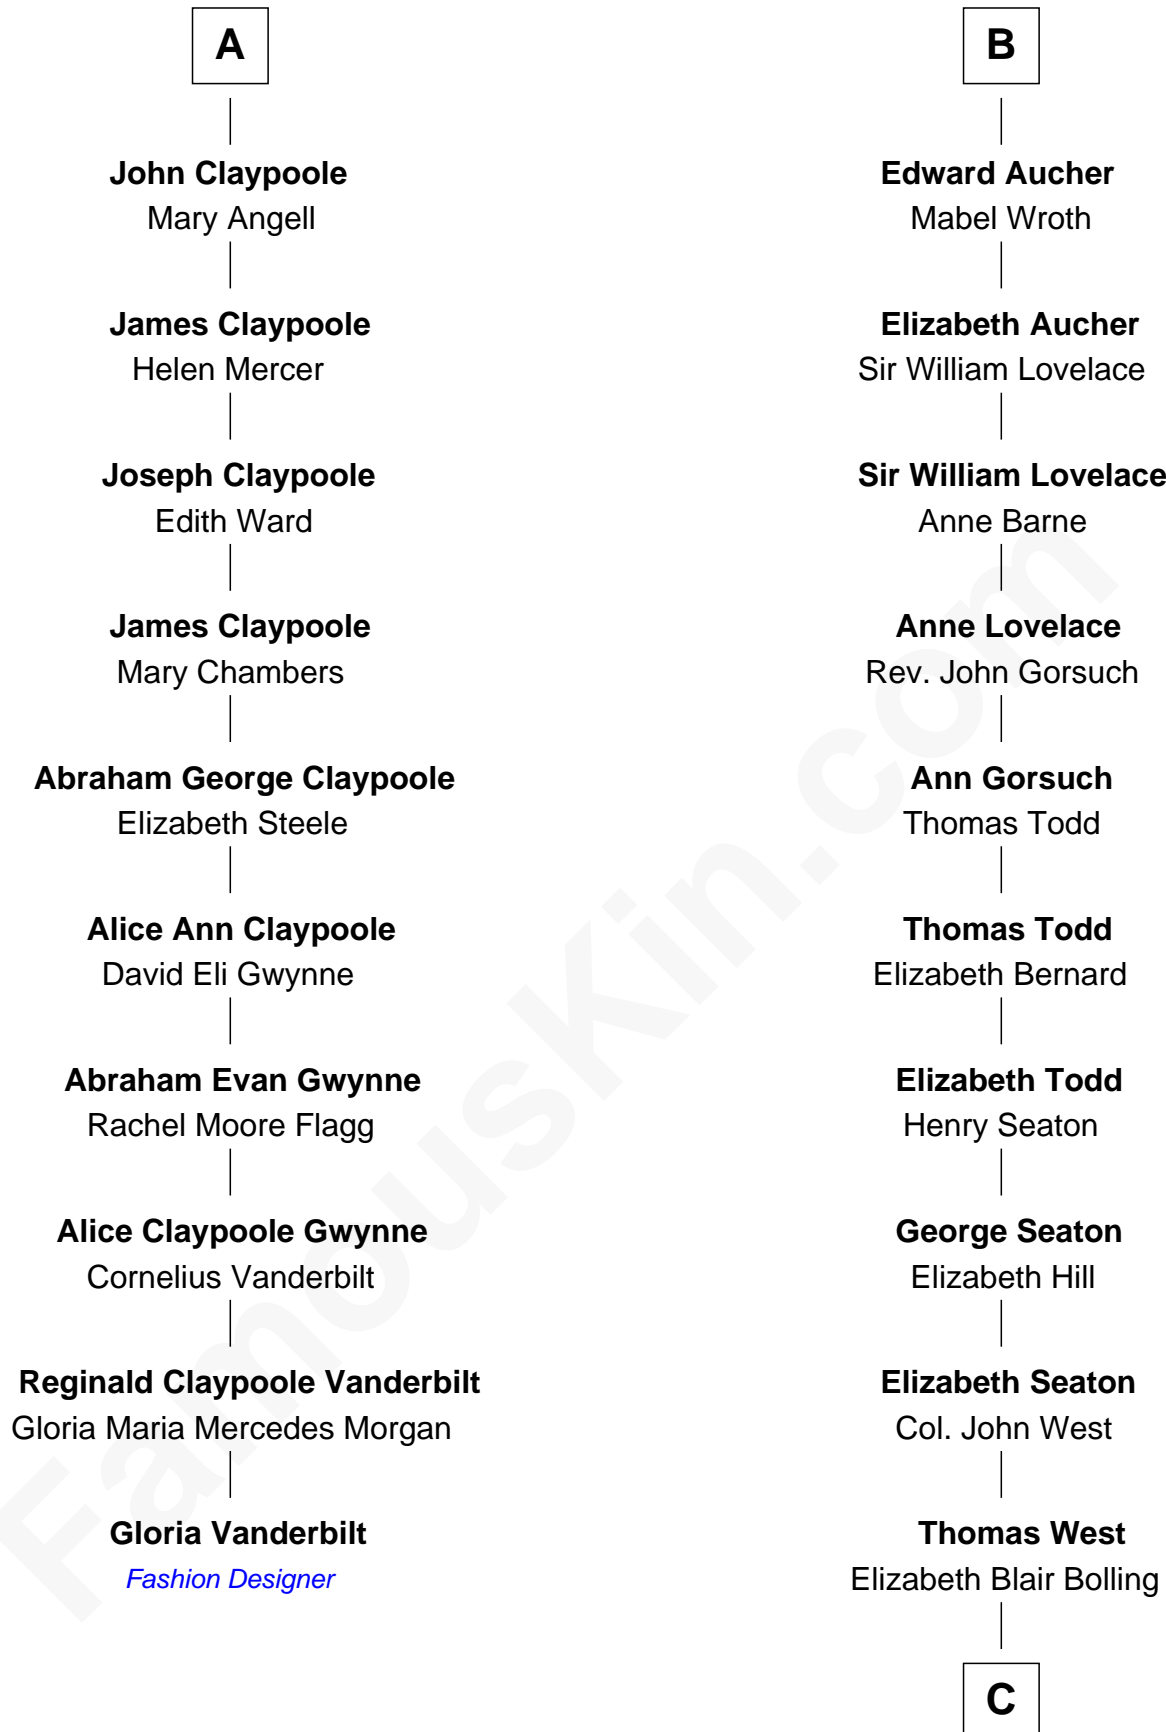 A
John Claypoole
Mary Angell
James Claypoole
Helen Mercer
Joseph Claypoole
Edith Ward
James Claypoole
Mary Chambers
Abraham George Claypoole
Elizabeth Steele
Alice Ann Claypoole
David Eli Gwynne
Abraham Evan Gwynne
Rachel Moore Flagg
Alice Claypoole Gwynne
Cornelius Vanderbilt
Reginald Claypoole Vanderbilt
Gloria Maria Mercedes Morgan
Gloria Vanderbilt
Fashion Designer
B
Edward Aucher
Mabel Wroth
Elizabeth Aucher
Sir William Lovelace
Sir William Lovelace
Anne Barne
Anne Lovelace
Rev. John Gorsuch
Ann Gorsuch
Thomas Todd
Thomas Todd
Elizabeth Bernard
Elizabeth Todd
Henry Seaton
George Seaton
Elizabeth Hill
Elizabeth Seaton
Col. John West
Thomas West
Elizabeth Blair Bolling
C
FamousKin.com